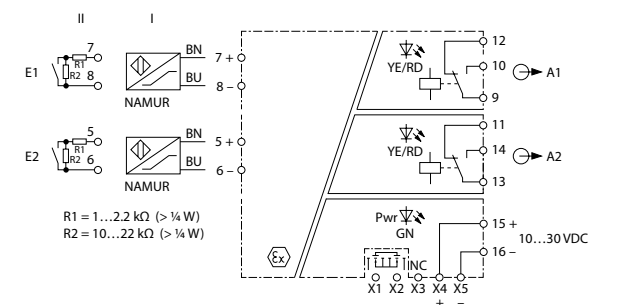 II I
E1 7 R1 R2 8
BN 7 +
BU 8 –
NAMUR
YE/RD
12
10
9
A1
E2 5 R1 R2 6
BN 5 +
BU 6 –
NAMUR
YE/RD
11
14
13
A2
R1 = 1…2.2 kΩ (> ¼ W)
R2 = 10…22 kΩ (> ¼ W)
Ex
Pwr
GN
15 +
16 –
10…30 VDC
NC
X1 X2 X3 X4 X5
+ –